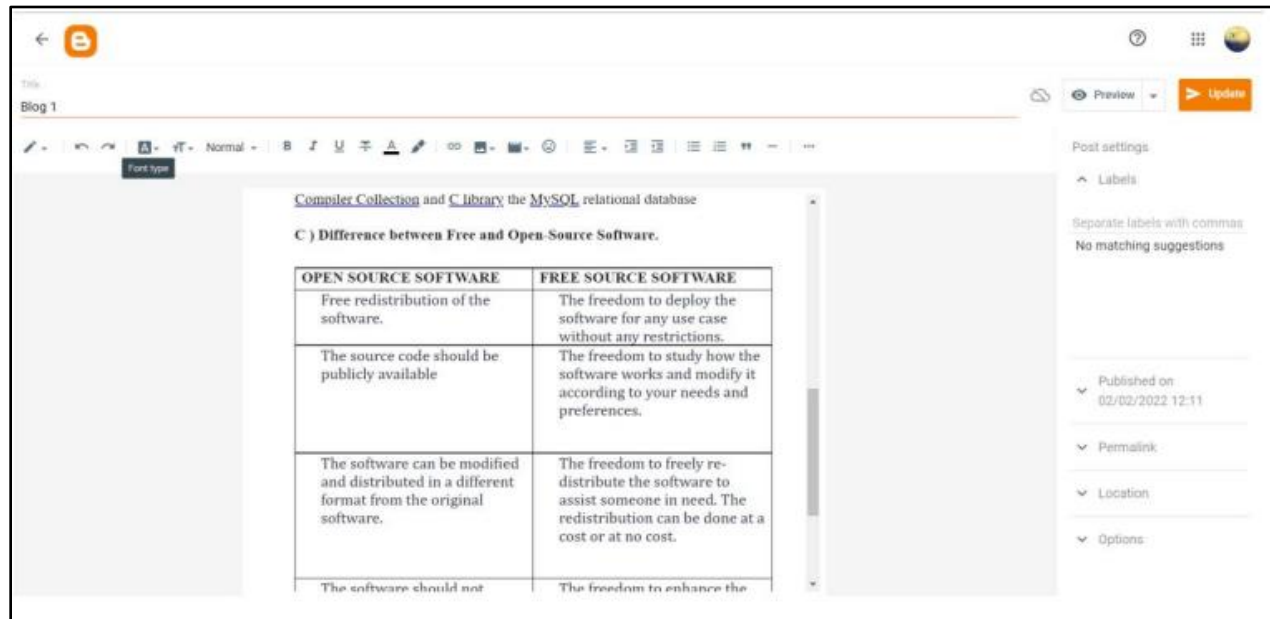 Title
Blog 1
Preview
Update
Normal
B I U A
Font type
Post settings
Labels
Separate labels with commas
No matching suggestions
Published on
02/02/2022 12:11
Permalink
Location
Options
Compiler Collection and C library the MySQL relational database
C ) Difference between Free and Open-Source Software.
OPEN SOURCE SOFTWARE
FREE SOURCE SOFTWARE
Free redistribution of the
software.
The freedom to deploy the
software for any use case
without any restrictions.
The source code should be
publicly available
The freedom to study how the
software works and modify it
according to your needs and
preferences.
The software can be modified
and distributed in a different
format from the original
software.
The freedom to freely re-
distribute the software to
assist someone in need. The
redistribution can be done at a
cost or at no cost.
The software should not
The freedom to enhance the